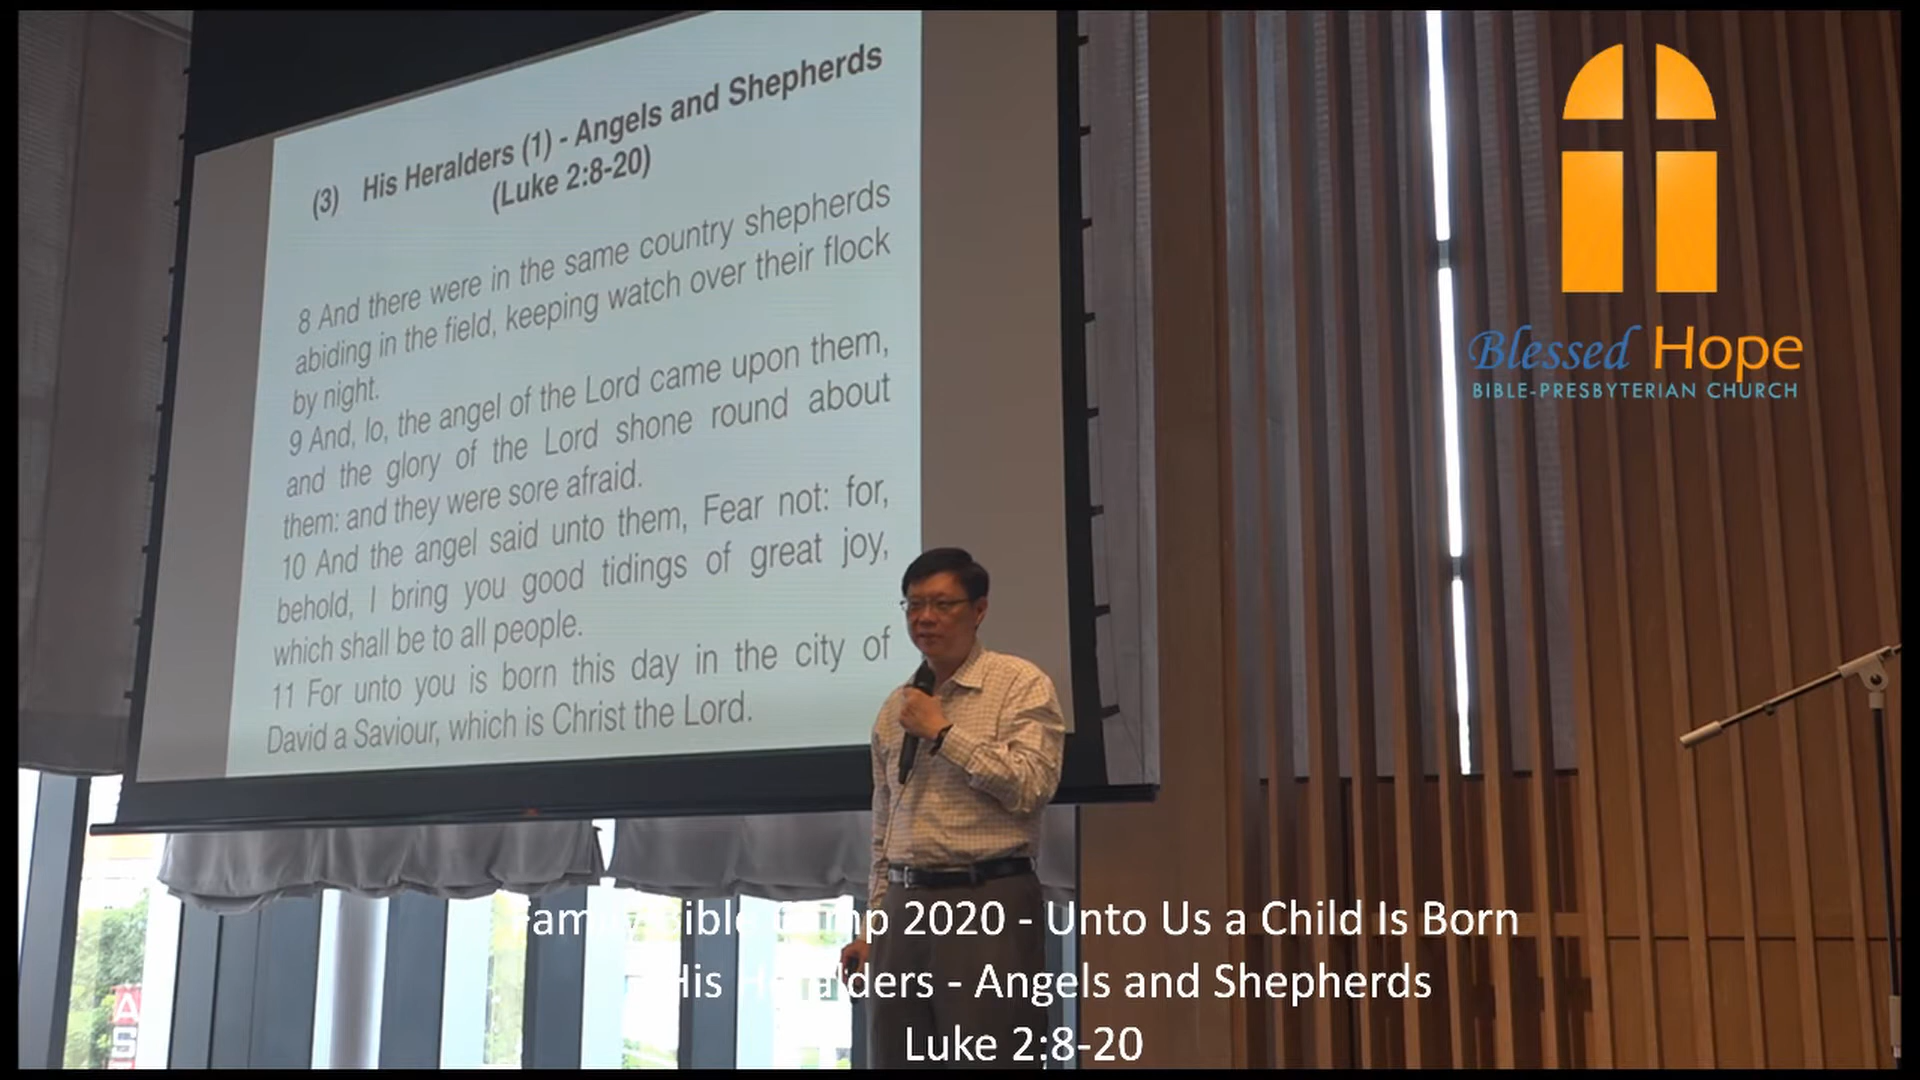 (3) His Heralders (1) - Angels and Shepherds
(Luke 2:8-20)
8 And there were in the same country shepherds
abiding in the field, keeping watch over their flock
by night.
9 And, lo, the angel of the Lord came upon them,
and the glory of the Lord shone round about
them: and they were sore afraid.
10 And the angel said unto them, Fear not: for,
behold, I bring you good tidings of great joy,
which shall be to all people.
11 For unto you is born this day in the city of
David a Saviour, which is Christ the Lord.
Blessed Hope
BIBLE-PRESBYTERIAN CHURCH
Family Bible Camp 2020 - Unto Us a Child Is Born
His Heralders - Angels and Shepherds
Luke 2:8-20